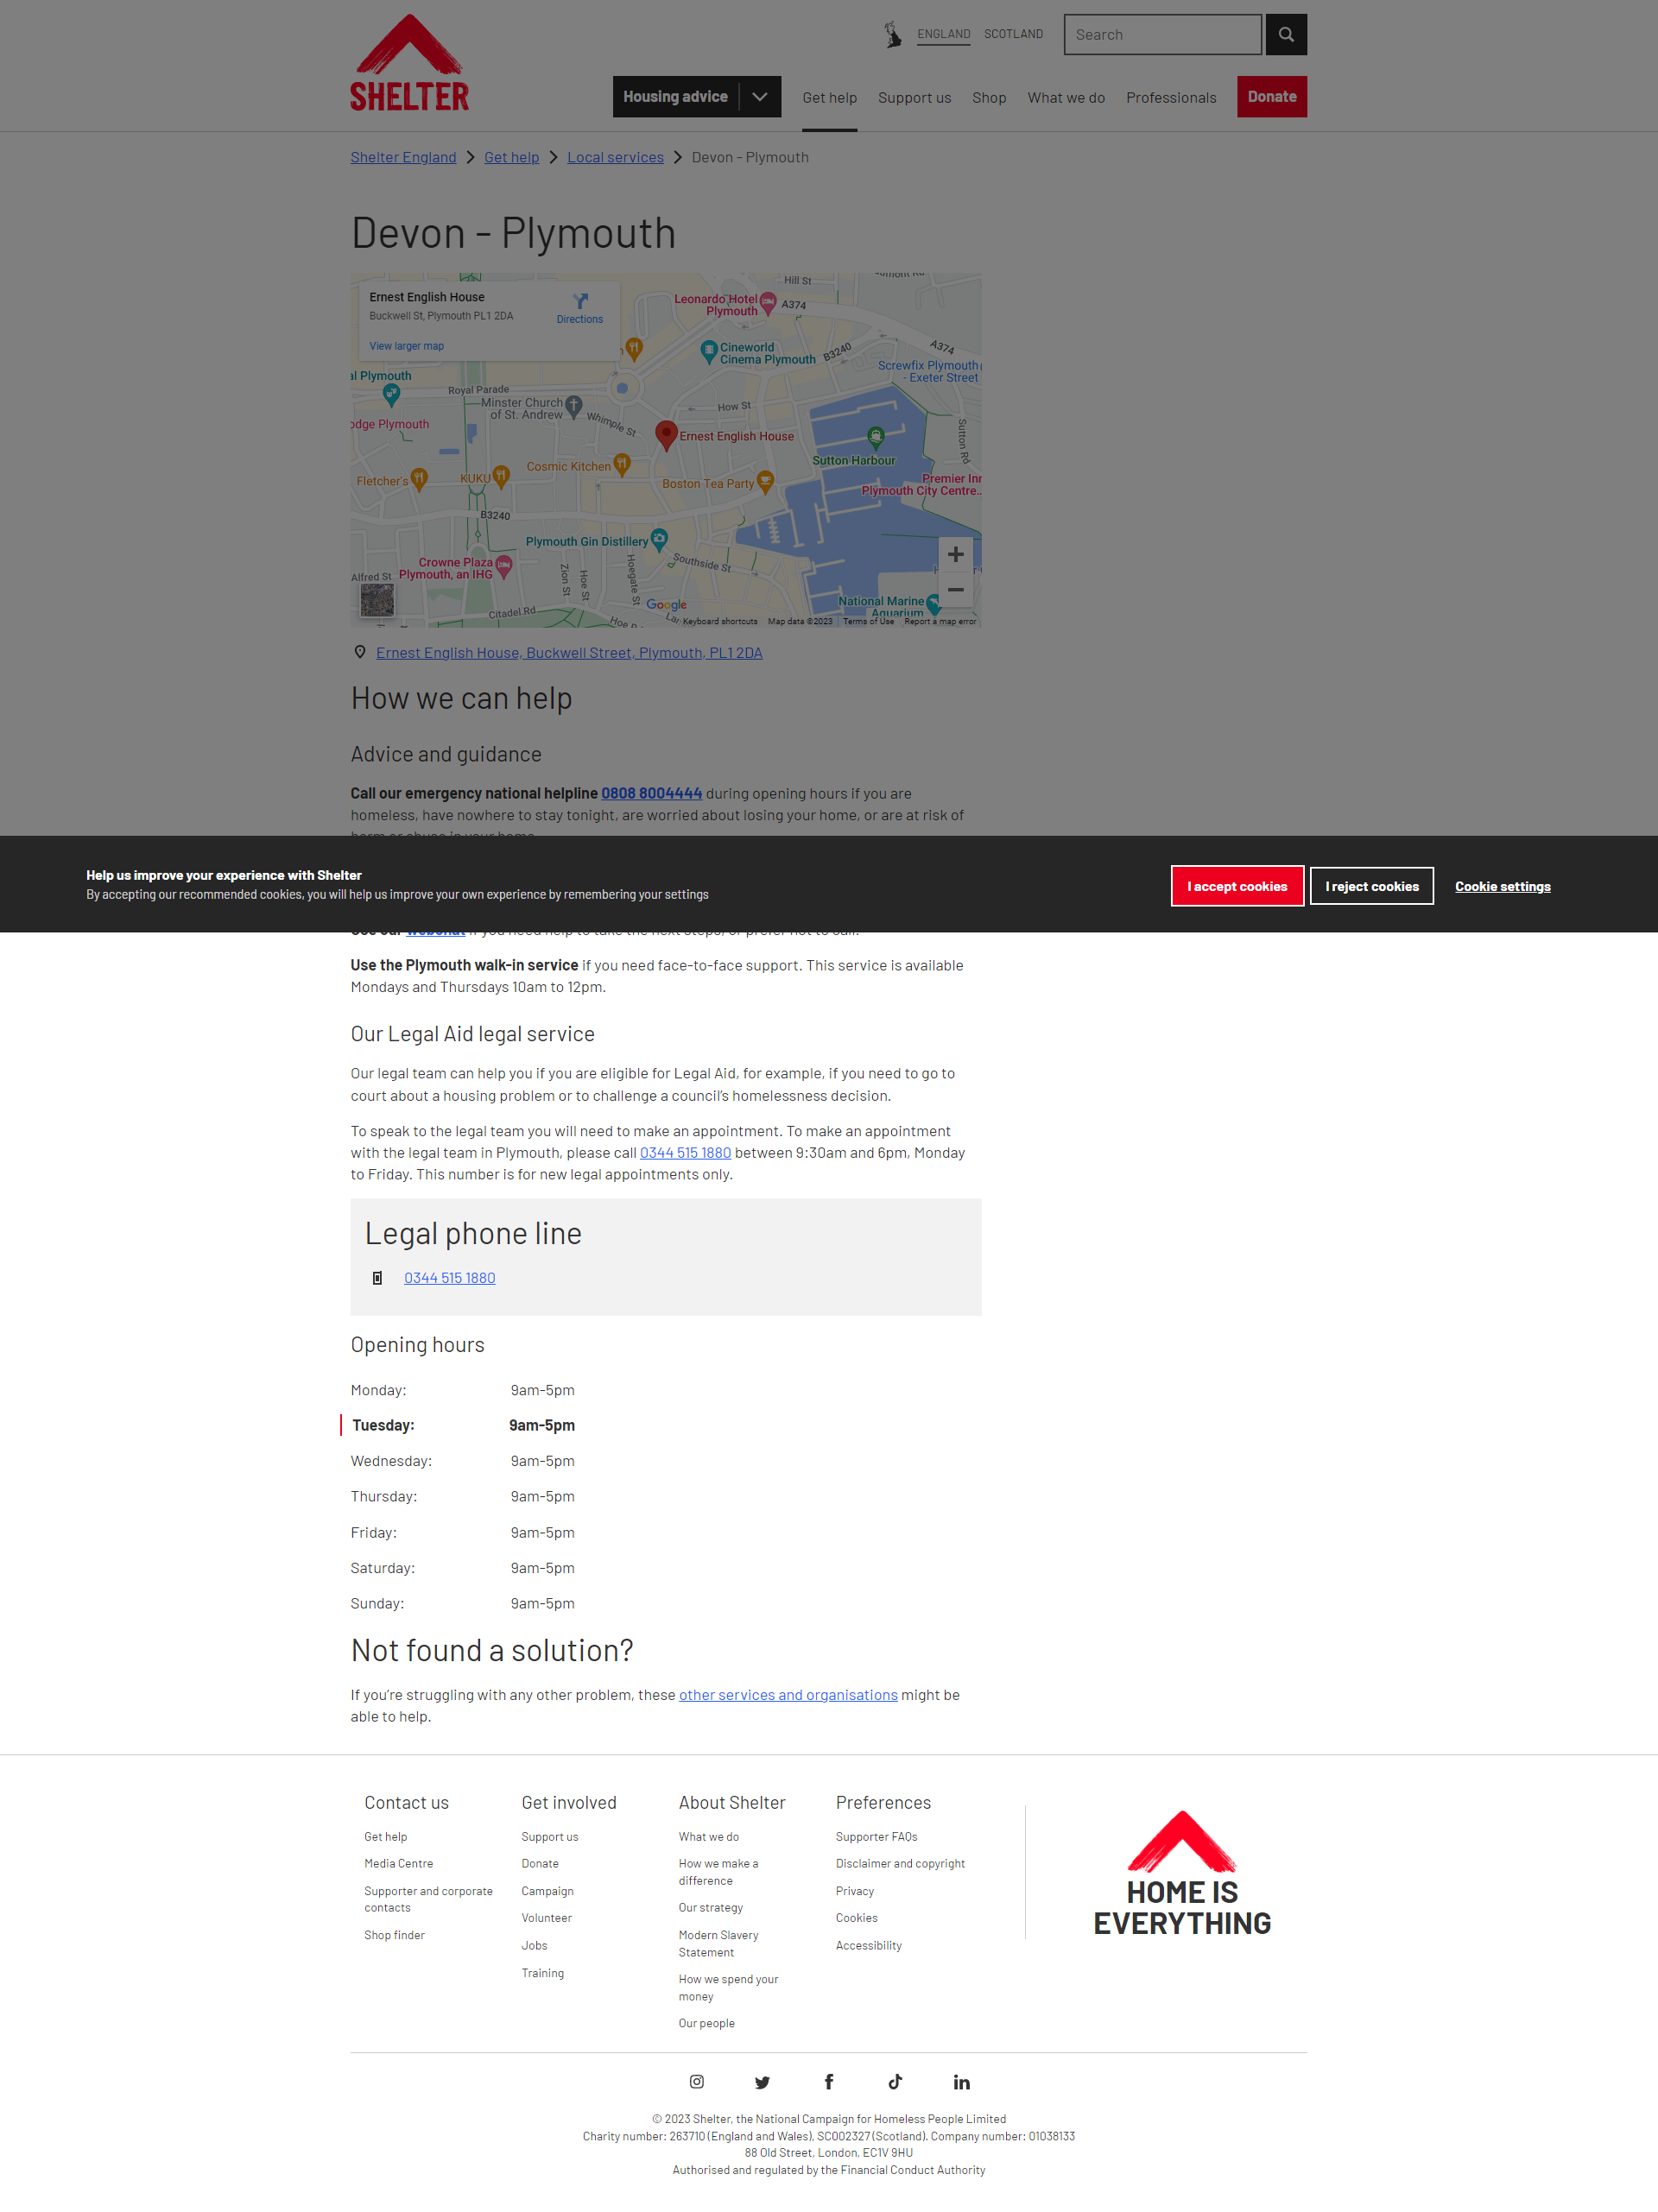 SHELTER
ENGLAND
SCOTLAND
Search
Housing advice
Get help
Support us
Shop
What we do
Professionals
Donate
Shelter England
Get help
Local services
Devon - Plymouth
Devon - Plymouth
Ernest English House
Buckwell St, Plymouth PL1 2DA
Directions
View larger map
Hill St
Leonardo Hotel
Plymouth
A374
Cineworld
Cinema Plymouth
B3240
A374
Screwfix Plymouth
- Exeter Street
al Plymouth
Royal Parade
Minster Church
of St. Andrew
Whimple St
How St
odge Plymouth
Ernest English House
Sutton Rd
Sutton Harbour
Cosmic Kitchen
Fletcher's
KUKU
Boston Tea Party
Premier Inn
Plymouth City Centre...
B3240
Plymouth Gin Distillery
Crowne Plaza
Plymouth, an IHG
Southside St
Alfred St
Zion St
Hoe St
Hoegate St
Citadel Rd
Google
National Marine
Aquarium
Keyboard shortcuts
Map data ©2023
Terms of Use
Report a map error
Ernest English House, Buckwell Street, Plymouth, PL1 2DA
How we can help
Advice and guidance
Call our emergency national helpline 0808 8004444 during opening hours if you are
homeless, have nowhere to stay tonight, are worried about losing your home, or are at risk of
harm or abuse in your home.
Help us improve your experience with Shelter
By accepting our recommended cookies, you will help us improve your own experience by remembering your settings
I accept cookies
I reject cookies
Cookie settings
Use our webchat if you need help to take the next steps, or prefer not to call.
Use the Plymouth walk-in service if you need face-to-face support. This service is available
Mondays and Thursdays 10am to 12pm.
Our Legal Aid legal service
Our legal team can help you if you are eligible for Legal Aid, for example, if you need to go to
court about a housing problem or to challenge a council's homelessness decision.
To speak to the legal team you will need to make an appointment. To make an appointment
with the legal team in Plymouth, please call 0344 515 1880 between 9:30am and 6pm, Monday
to Friday. This number is for new legal appointments only.
Legal phone line
0344 515 1880
Opening hours
Monday: 9am-5pm
Tuesday: 9am-5pm
Wednesday: 9am-5pm
Thursday: 9am-5pm
Friday: 9am-5pm
Saturday: 9am-5pm
Sunday: 9am-5pm
Not found a solution?
If you're struggling with any other problem, these other services and organisations might be
able to help.
Contact us
Get help
Media Centre
Supporter and corporate
contacts
Shop finder
Get involved
Support us
Donate
Campaign
Volunteer
Jobs
Training
About Shelter
What we do
How we make a
difference
Our strategy
Modern Slavery
Statement
How we spend your
money
Our people
Preferences
Supporter FAQs
Disclaimer and copyright
Privacy
Cookies
Accessibility
HOME IS
EVERYTHING
© 2023 Shelter, the National Campaign for Homeless People Limited
Charity number: 263710 (England and Wales), SC002327 (Scotland). Company number: 01038133
88 Old Street, London, EC1V 9HU
Authorised and regulated by the Financial Conduct Authority